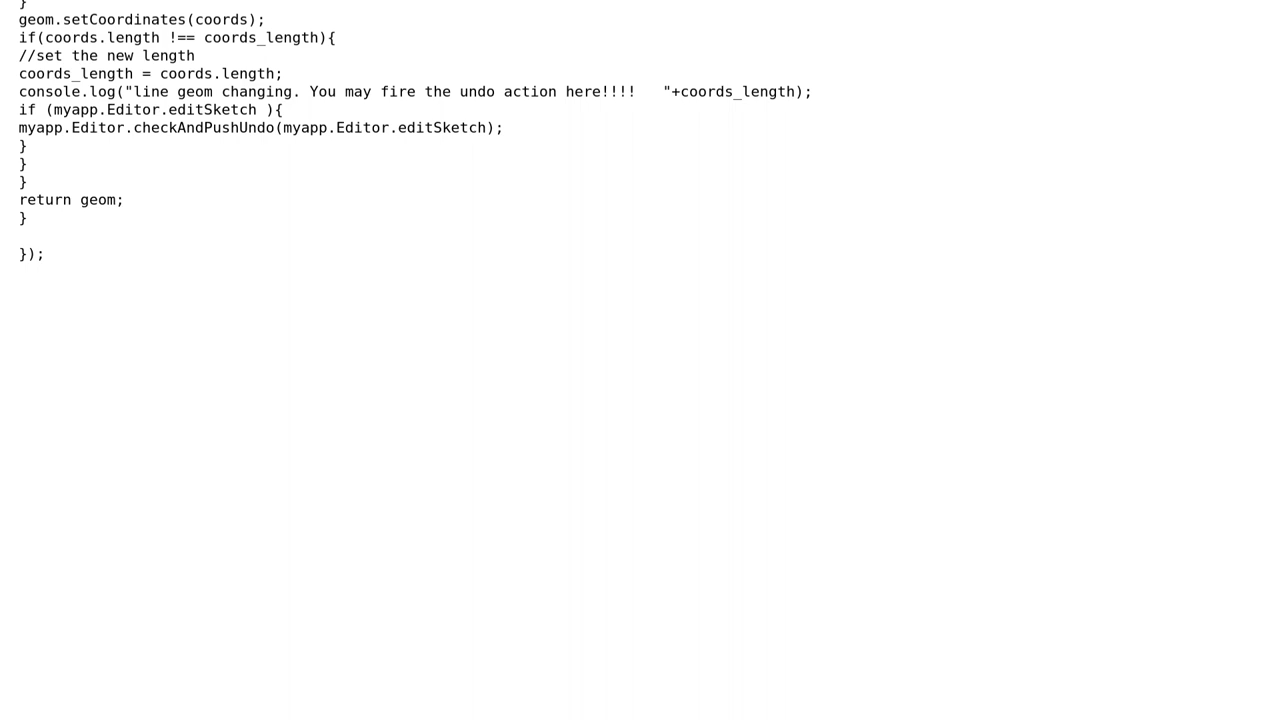 }
geom.setCoordinates(coords);
if(coords.length !== coords_length){
//set the new length
coords_length = coords.length;
console.log("line geom changing. You may fire the undo action here!!!!   "+coords_length);
if (myapp.Editor.editSketch ){
myapp.Editor.checkAndPushUndo(myapp.Editor.editSketch);
}
}
}
return geom;
}

});